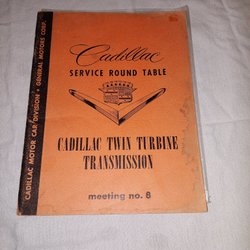 Cadillac
SERVICE ROUND TABLE
CADILLAC TWIN TURBINE
TRANSMISSION
meeting no. 8
CADILLAC MOTOR CAR DIVISION • GENERAL MOTORS CORP.